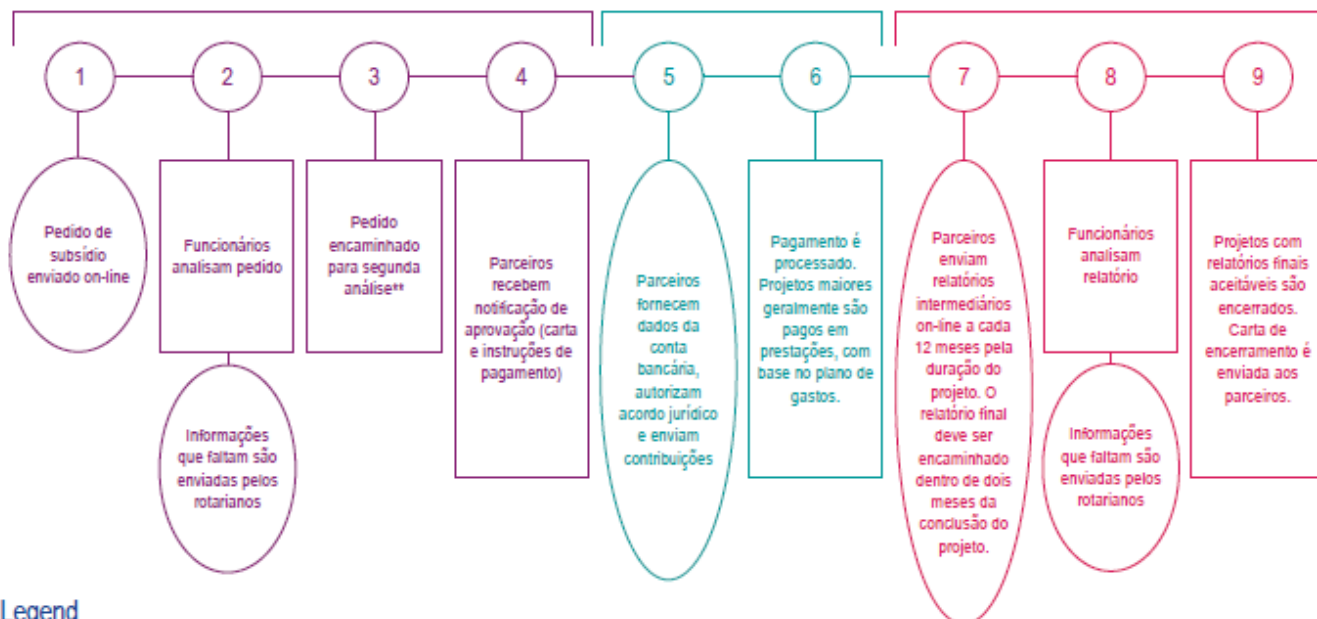 1
2
3
4
5
6
7
8
9
Pedido de
subsídio
enviado on-line
Funcionários
analisam pedido
Informações
que faltam são
enviadas pelos
rotarianos
Pedido
encaminhado
para segunda
análise**
Parceiros
recebem
notificação de
aprovação (carta
e instruções de
pagamento)
Parceiros
fornecem
dados da
conta
bancária,
autorizam
acordo jurídico
e enviam
contribuições
Pagamento é
processado.
Projetos maiores
geralmente são
pagos em
prestações, com
base no plano de
gastos.
Parceiros
enviam
relatórios
intermediários
on-line a cada
12 meses pela
duração do
projeto. O
relatório final
deve ser
encaminhado
dentro de dois
meses da
conclusão do
projeto.
Funcionários
analisam
relatório
Informações
que faltam são
enviadas pelos
rotarianos
Projetos com
relatórios finais
aceitáveis são
encerrados.
Carta de
encerramento é
enviada aos
parceiros.
Legend